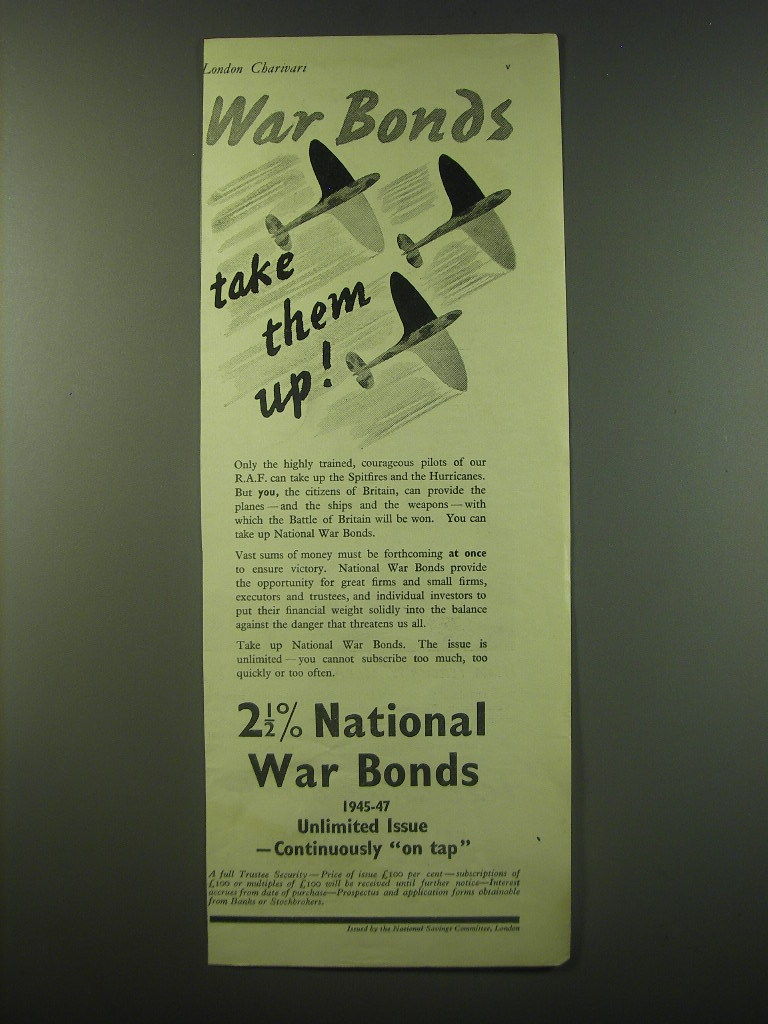 London Charivari
v
War Bonds
take
them
up!
Only the highly trained, courageous pilots of our
R.A.F. can take up the Spitfires and the Hurricanes.
But you, the citizens of Britain, can provide the
planes — and the ships and the weapons — with
which the Battle of Britain will be won. You can
take up National War Bonds.
Vast sums of money must be forthcoming at once
to ensure victory. National War Bonds provide
the opportunity for great firms and small firms,
executors and trustees, and individual investors to
put their financial weight solidly into the balance
against the danger that threatens us all.
Take up National War Bonds. The issue is
unlimited — you cannot subscribe too much, too
quickly or too often.
2½% National
War Bonds
1945-47
Unlimited Issue
— Continuously "on tap"
A full Trustee Security — Price of issue £100 per cent — subscriptions of
£100 or multiples of £100 will be received until further notice — Interest
accrues from date of purchase — Prospectus and application forms obtainable
from Banks or Stockbrokers.
Issued by the National Savings Committee, London